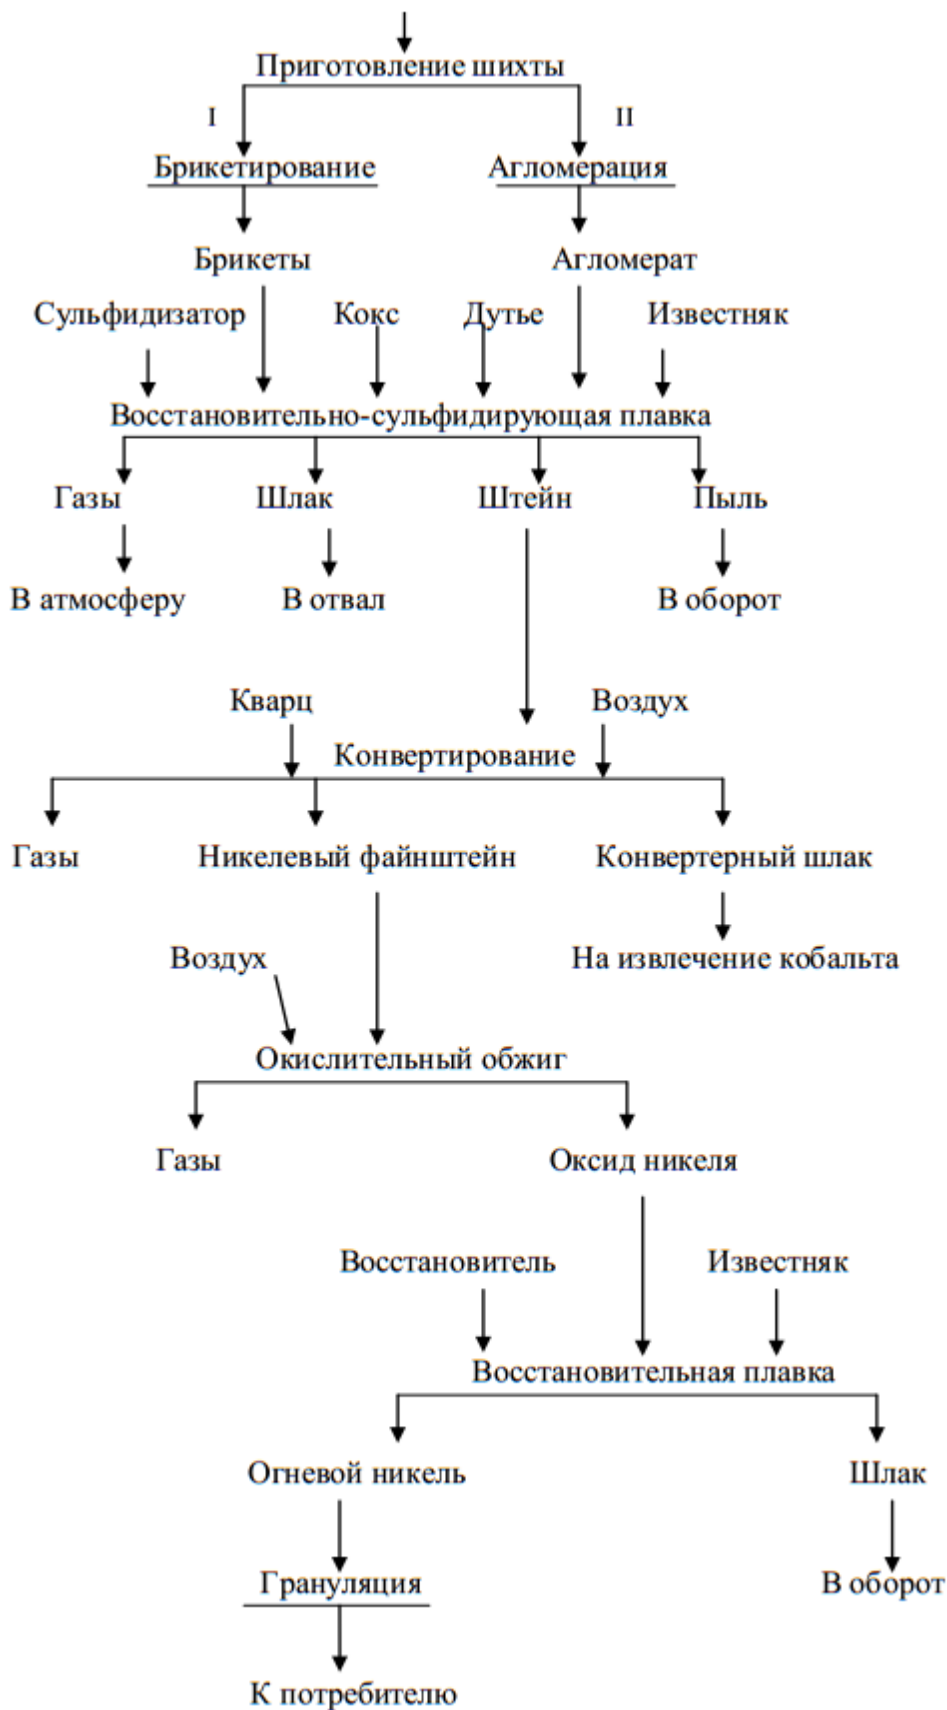 Приготовление шихты
I
II
Брикетирование
Агломерация
Брикеты
Агломерат
Сульфидизатор
Кокс
Дутье
Известняк
Восстановительно-сульфидирующая плавка
Газы
Шлак
Штейн
Пыль
В атмосферу
В отвал
В оборот
Кварц
Воздух
Конвертирование
Газы
Никелевый файнштейн
Конвертерный шлак
Воздух
На извлечение кобальта
Окислительный обжиг
Газы
Оксид никеля
Восстановитель
Известняк
Восстановительная плавка
Огневой никель
Шлак
Грануляция
В оборот
К потребителю